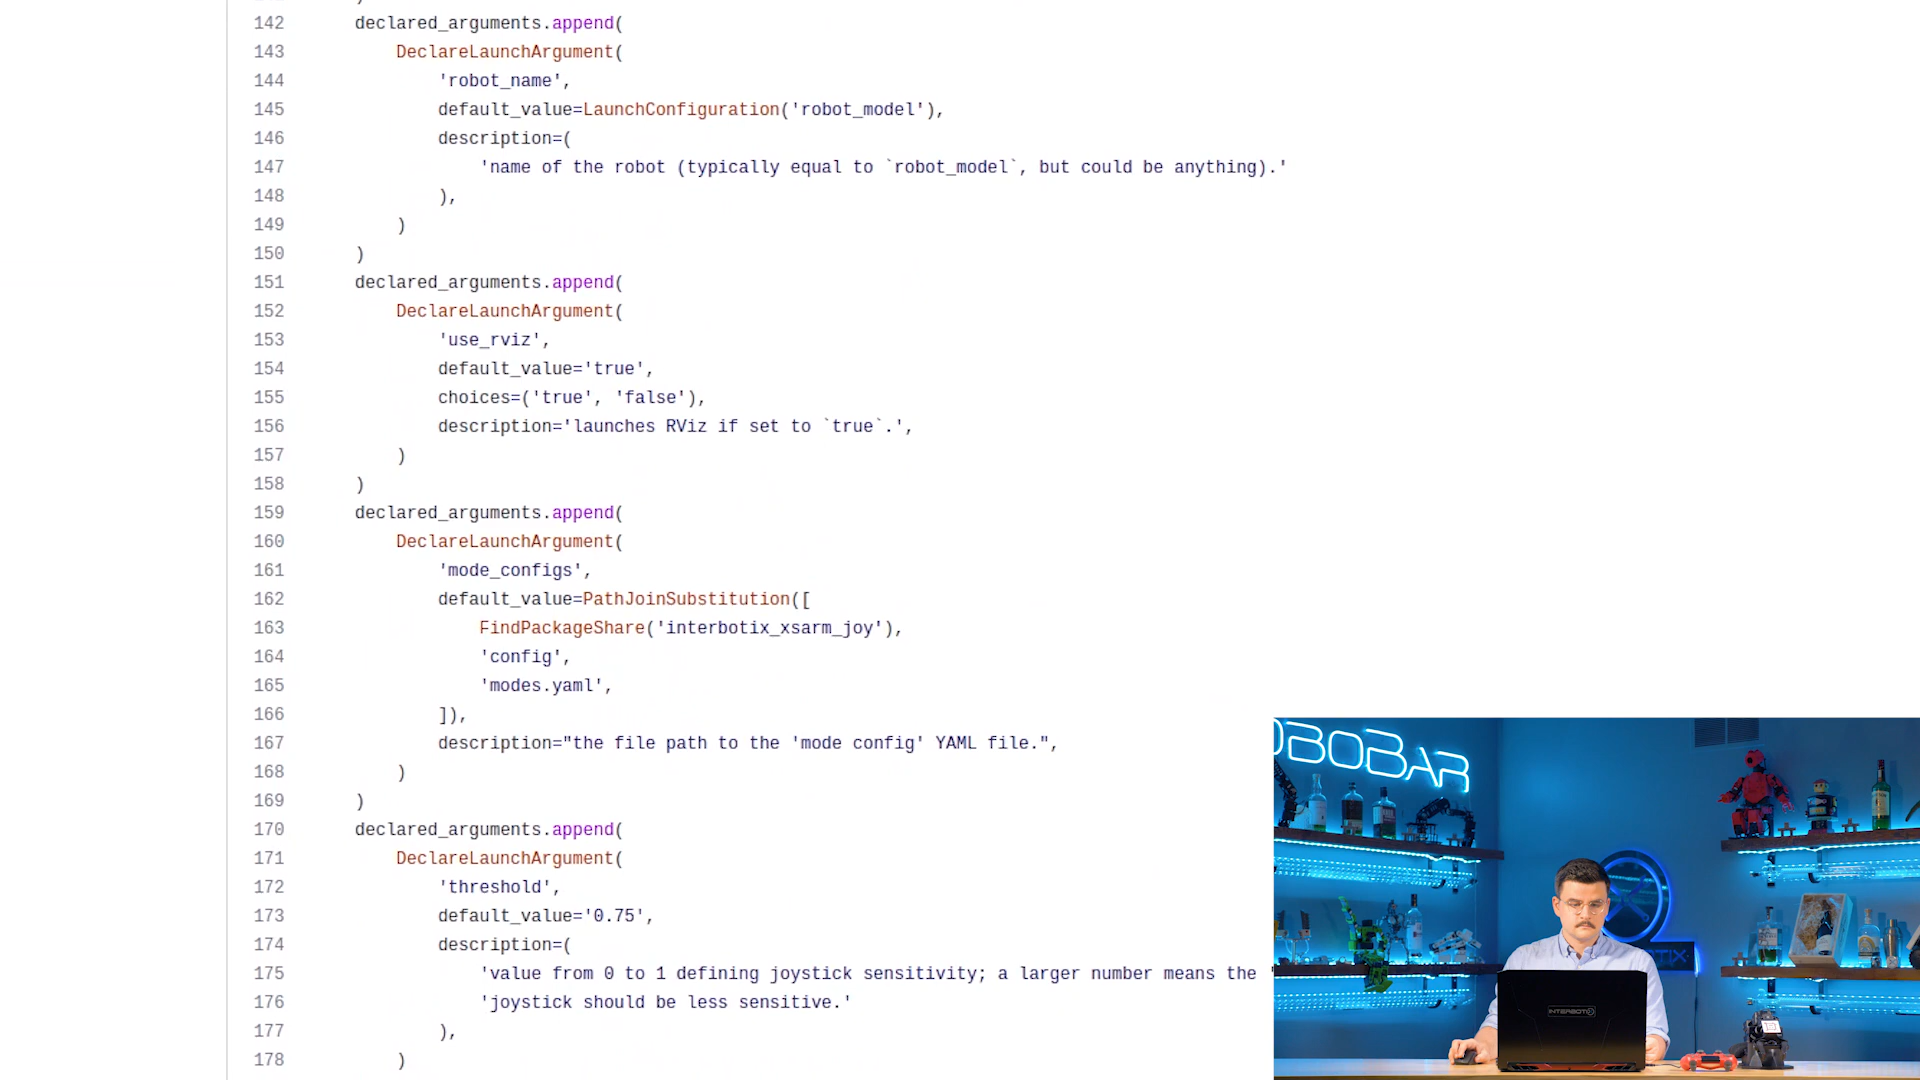 142 declared_arguments.append(
143 DeclareLaunchArgument(
144 'robot_name',
145 default_value=LaunchConfiguration('robot_model'),
146 description=(
147 'name of the robot (typically equal to `robot_model`, but could be anything).'
148 ),
149 )
150 )
151 declared_arguments.append(
152 DeclareLaunchArgument(
153 'use_rviz',
154 default_value='true',
155 choices=('true', 'false'),
156 description='launches RViz if set to `true`.',
157 )
158 )
159 declared_arguments.append(
160 DeclareLaunchArgument(
161 'mode_configs',
162 default_value=PathJoinSubstitution([
163 FindPackageShare('interbotix_xsarm_joy'),
164 'config',
165 'modes.yaml',
166 ]),
167 description="the file path to the 'mode config' YAML file.",
168 )
169 )
170 declared_arguments.append(
171 DeclareLaunchArgument(
172 'threshold',
173 default_value='0.75',
174 description=(
175 'value from 0 to 1 defining joystick sensitivity; a larger number means the '
176 'joystick should be less sensitive.'
177 ),
178 )
OBOBAR
INTERBOTIX